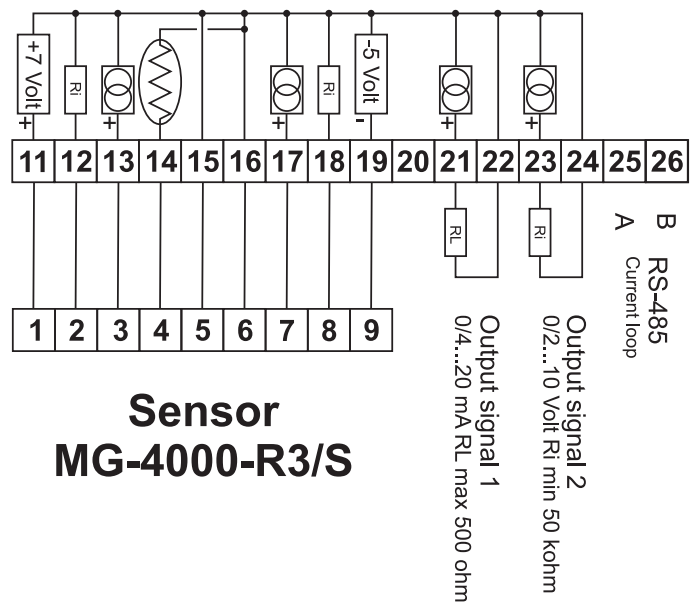 +7 Volt
+
Ri
+
+
Ri
-5 Volt
-
+
+
11 12 13 14 15 16 17 18 19 20 21 22 23 24 25 26
RL
Ri
A
B
RS-485
Current loop
1 2 3 4 5 6 7 8 9
Sensor
MG-4000-R3/S
Output signal 1
0/4...20 mA RL max 500 ohm
Output signal 2
0/2...10 Volt Ri min 50 kohm